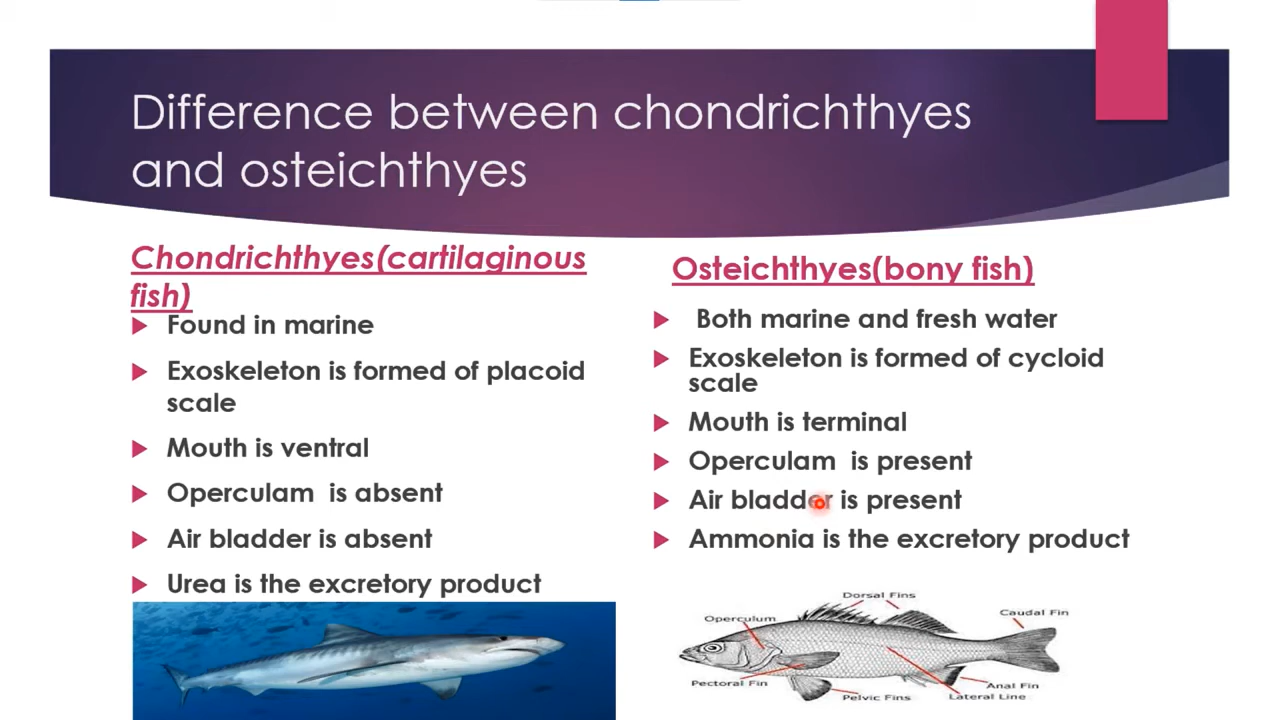 Difference between chondrichthyes
and osteichthyes
Chondrichthyes(cartilaginous
fish)
Found in marine
Exoskeleton is formed of placoid
scale
Mouth is ventral
Operculam is absent
Air bladder is absent
Urea is the excretory product
Osteichthyes(bony fish)
Both marine and fresh water
Exoskeleton is formed of cycloid
scale
Mouth is terminal
Operculam is present
Air bladder is present
Ammonia is the excretory product
Dorsal Fins
Operculum
Caudal Fin
Pectoral Fin
Anal Fin
Pelvic Fins
Lateral Line